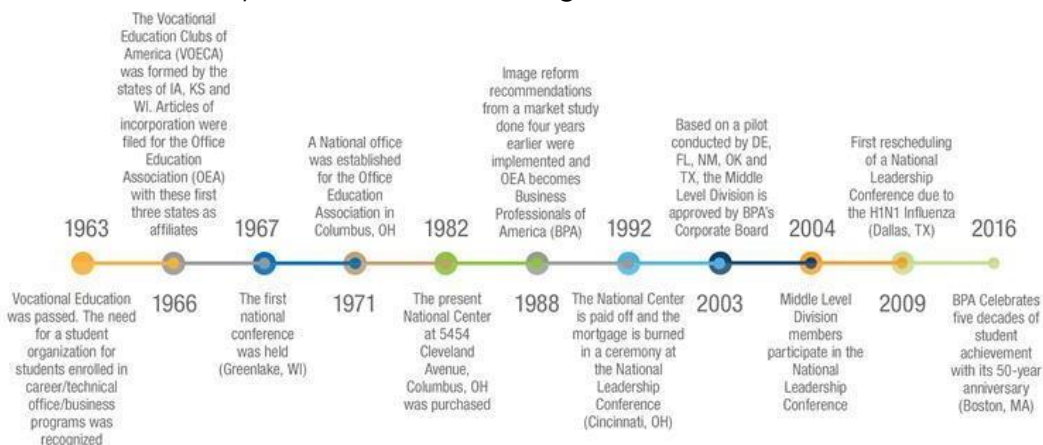 1963
Vocational Education
was passed. The need
for a student
organization for
students enrolled in
career/technical
office/business
programs was
recognized
The Vocational
Education Clubs of
America (VOECA)
was formed by the
states of IA, KS and
WI. Articles of
incorporation were
filed for the Office
Education
Association (OEA)
with these first
three states as
affiliates
1966
1967
The first
national
conference
was held
(Greenlake, WI)
A National office
was established
for the Office
Education
Association in
Columbus, OH
1971
1982
The present
National Center
at 5454
Cleveland
Avenue,
Columbus, OH
was purchased
Image reform
recommendations
from a market study
done four years
earlier were
implemented and
OEA becomes
Business
Professionals of
America (BPA)
1988
1992
The National Center
is paid off and the
mortgage is burned
in a ceremony at
the National
Leadership
Conference
(Cincinnati, OH)
Based on a pilot
conducted by DE,
FL, NM, OK and
TX, the Middle
Level Division is
approved by BPA's
Corporate Board
2003
2004
Middle Level
Division
members
participate in the
National
Leadership
Conference
First rescheduling
of a National
Leadership
Conference due to
the H1N1 Influenza
(Dallas, TX)
2009
2016
BPA Celebrates
five decades of
student
achievement
with its 50-year
anniversary
(Boston, MA)